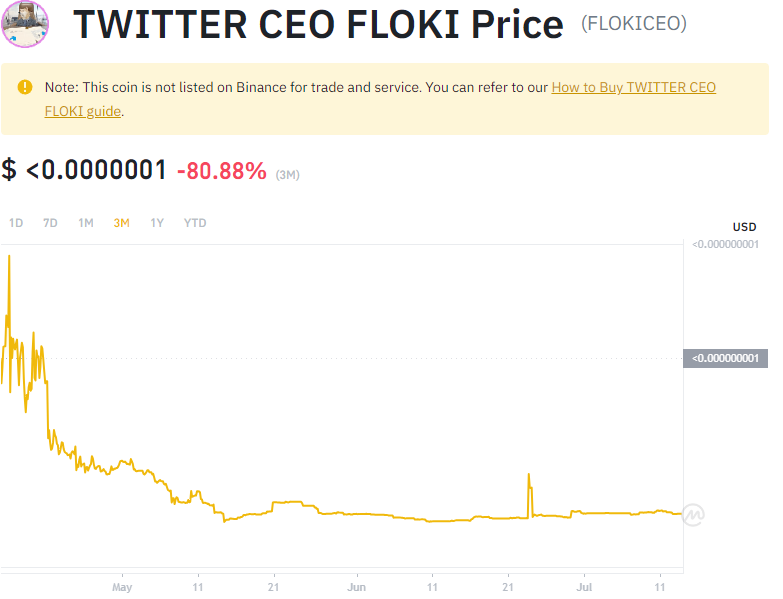 TWITTER CEO FLOKI Price (FLOKICEO)
Note: This coin is not listed on Binance for trade and service. You can refer to our How to Buy TWITTER CEO
FLOKI guide.
$ <0.0000001 -80.88% (3M)
1D 7D 1M 3M 1Y YTD
USD
<0.000000001
<0.000000001
May 11 21 Jun 11 21 Jul 11